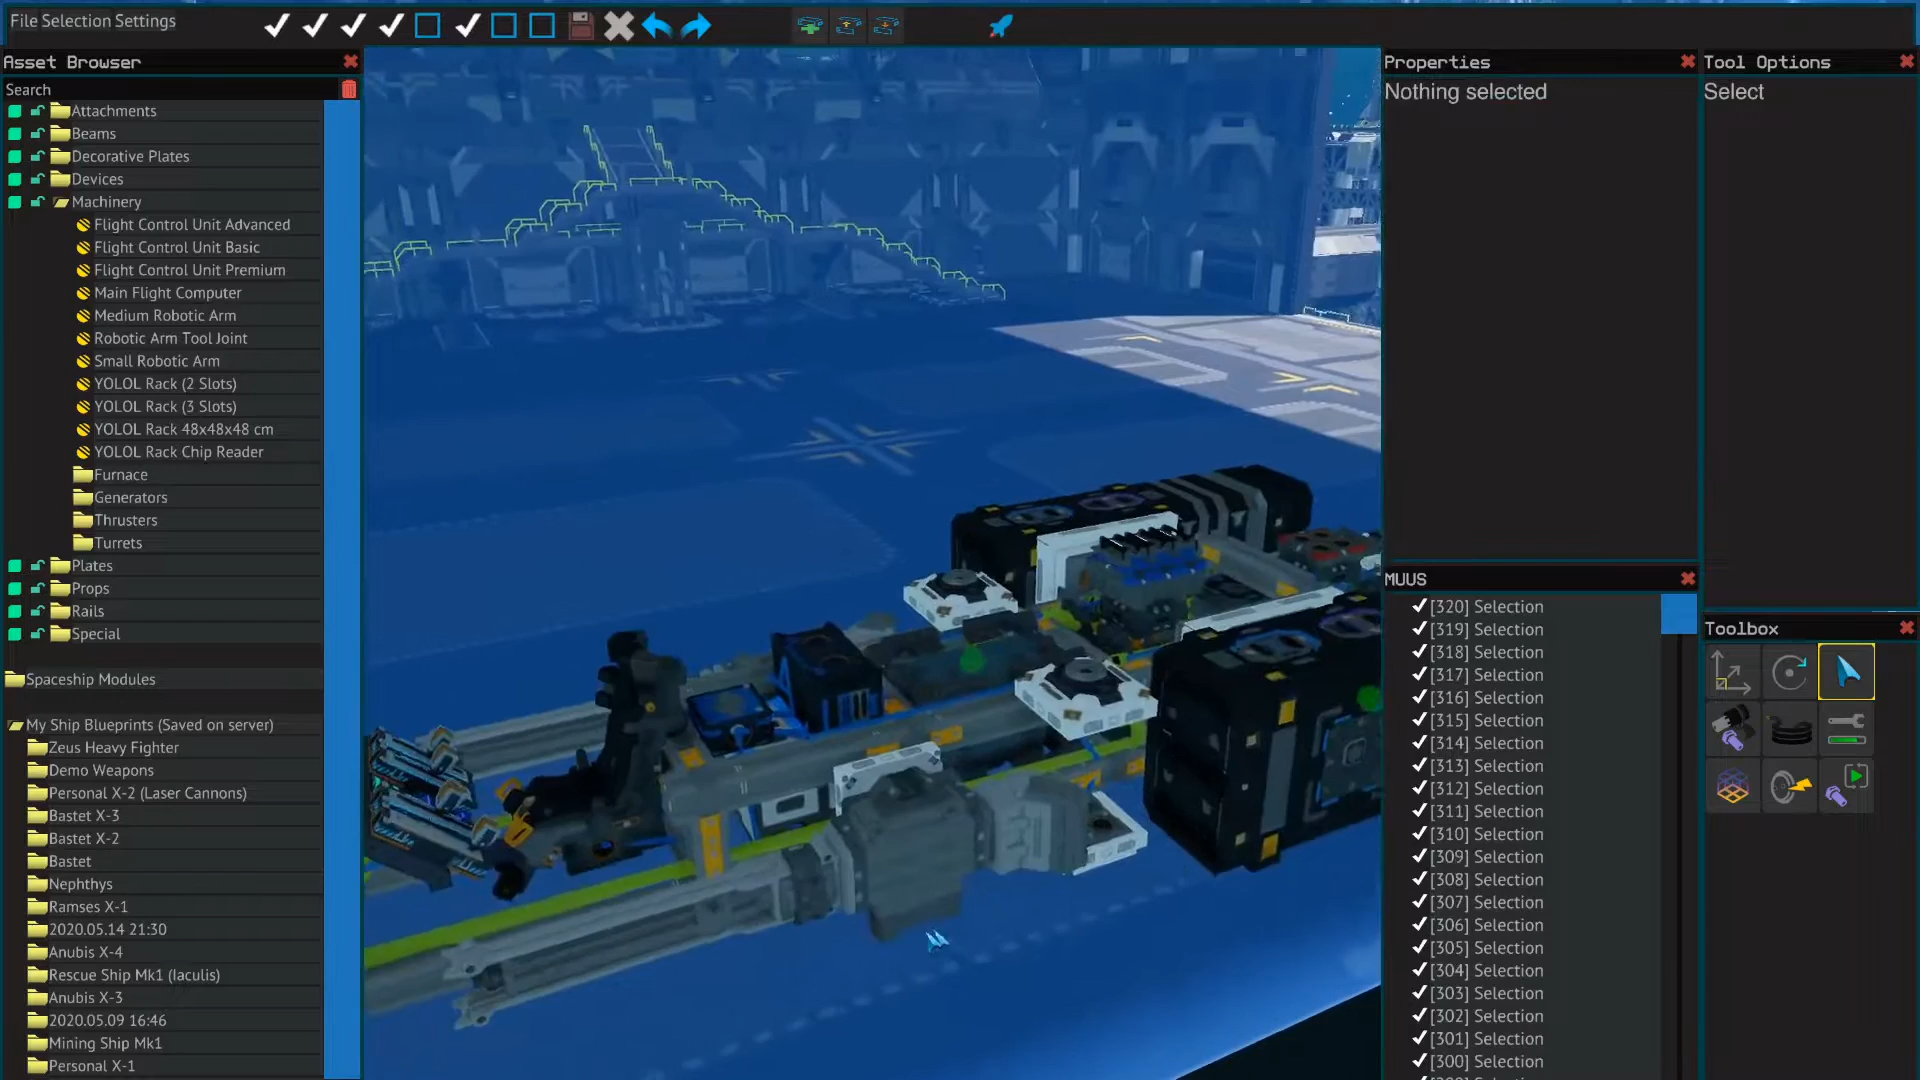 File Selection Settings
Asset Browser
Search
Attachments
Beams
Decorative Plates
Devices
Machinery
Flight Control Unit Advanced
Flight Control Unit Basic
Flight Control Unit Premium
Main Flight Computer
Medium Robotic Arm
Robotic Arm Tool Joint
Small Robotic Arm
YOLOL Rack (2 Slots)
YOLOL Rack (3 Slots)
YOLOL Rack 48x48x48 cm
YOLOL Rack Chip Reader
Furnace
Generators
Thrusters
Turrets
Plates
Props
Rails
Special
Spaceship Modules
My Ship Blueprints (Saved on server)
Zeus Heavy Fighter
Demo Weapons
Personal X-2 (Laser Cannons)
Bastet X-3
Bastet X-2
Bastet
Nephthys
Ramses X-1
2020.05.14 21:30
Anubis X-4
Rescue Ship Mk1 (Iaculis)
Anubis X-3
2020.05.09 16:46
Mining Ship Mk1
Personal X-1
Properties
Nothing selected
MUUS
[320] Selection
[319] Selection
[318] Selection
[317] Selection
[316] Selection
[315] Selection
[314] Selection
[313] Selection
[312] Selection
[311] Selection
[310] Selection
[309] Selection
[308] Selection
[307] Selection
[306] Selection
[305] Selection
[304] Selection
[303] Selection
[302] Selection
[301] Selection
[300] Selection
Tool Options
Select
Toolbox